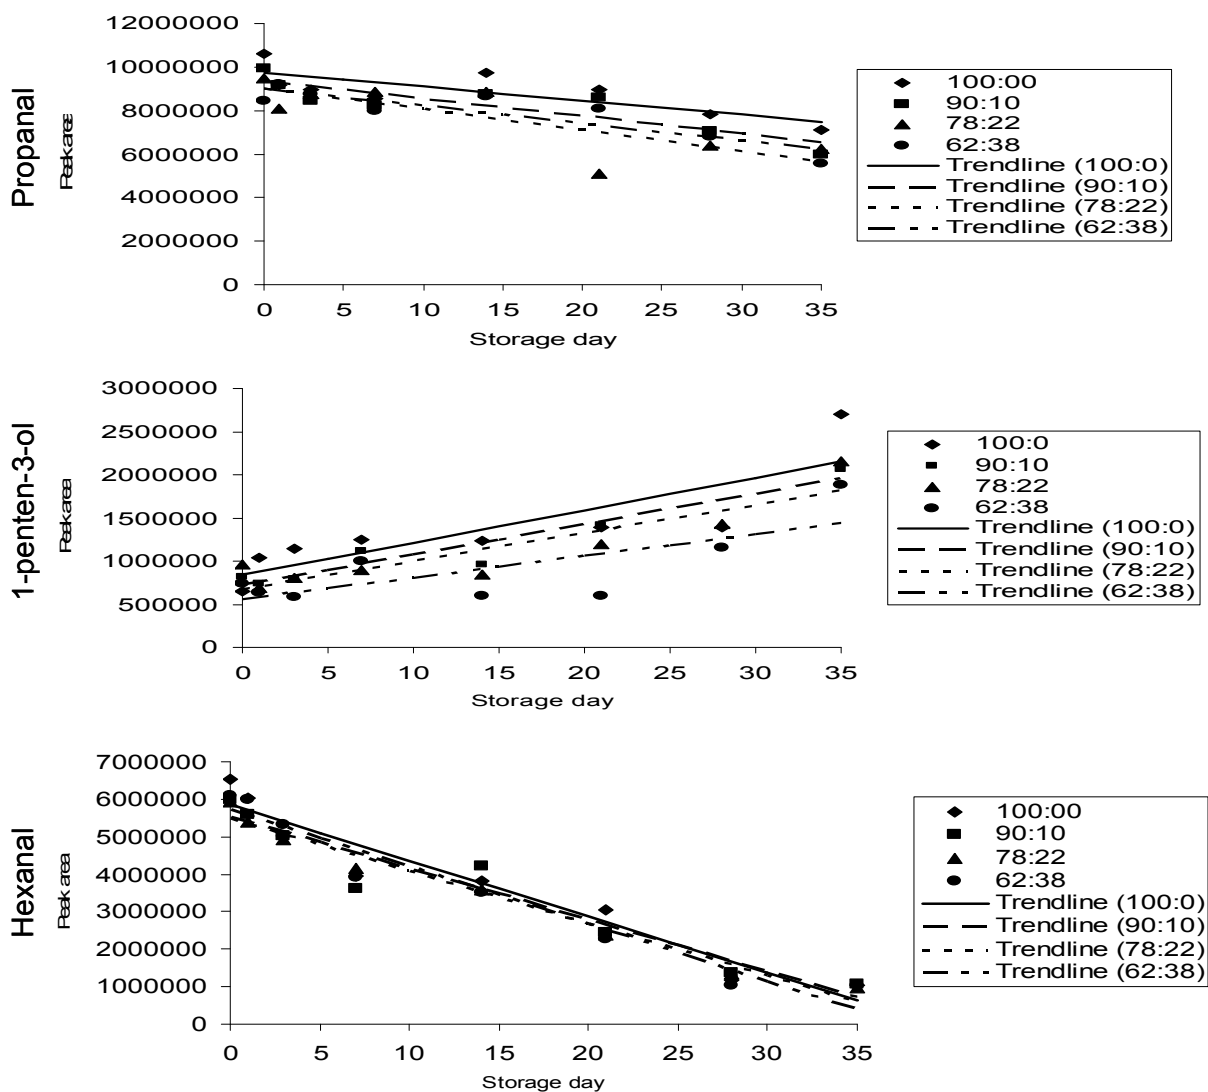 Propanal
Peak area
12000000
10000000
8000000
6000000
4000000
2000000
0
0 5 10 15 20 25 30 35
Storage day
100:00
90:10
78:22
62:38
Trendline (100:0)
Trendline (90:10)
Trendline (78:22)
Trendline (62:38)
1-penten-3-ol
Peak area
3000000
2500000
2000000
1500000
1000000
500000
0
0 5 10 15 20 25 30 35
Storage day
100:0
90:10
78:22
62:38
Trendline (100:0)
Trendline (90:10)
Trendline (78:22)
Trendline (62:38)
Hexanal
Peak area
7000000
6000000
5000000
4000000
3000000
2000000
1000000
0
0 5 10 15 20 25 30 35
Storage day
100:00
90:10
78:22
62:38
Trendline (100:0)
Trendline (90:10)
Trendline (78:22)
Trendline (62:38)